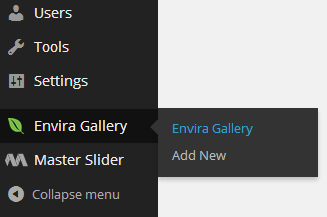 Users
Tools
Settings
Envira Gallery
Envira Gallery
Add New
Master Slider
Collapse menu